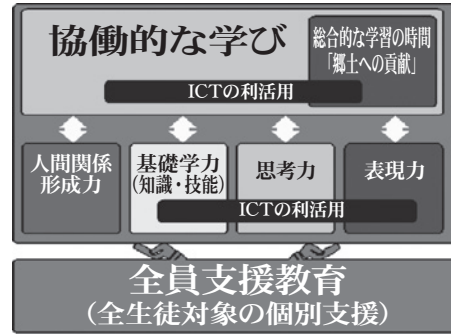 協働的な学び
総合的な学習の時間
「郷土への貢献」
ICTの利活用
人間関係
形成力
基礎学力
(知識・技能)
思考力
表現力
ICTの利活用
全員支援教育
(全生徒対象の個別支援)